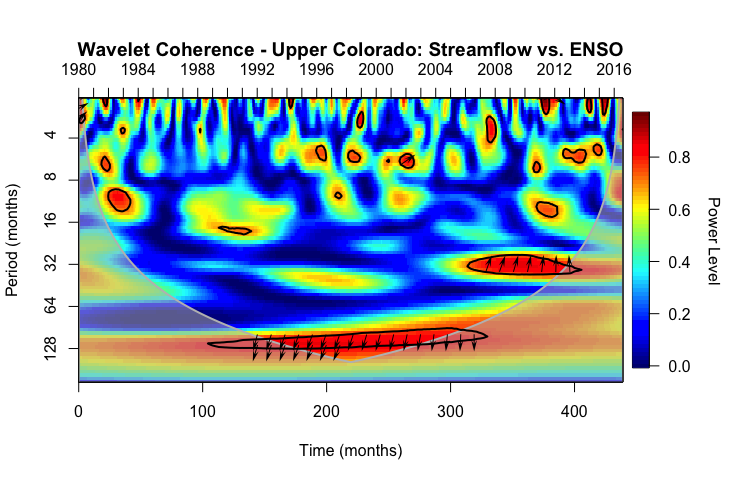 Wavelet Coherence - Upper Colorado: Streamflow vs. ENSO
1980 1984 1988 1992 1996 2000 2004 2008 2012 2016
4
8
16
32
64
128
Period (months)
0.8
0.6
0.4
0.2
0.0
Power Level
0 100 200 300 400
Time (months)